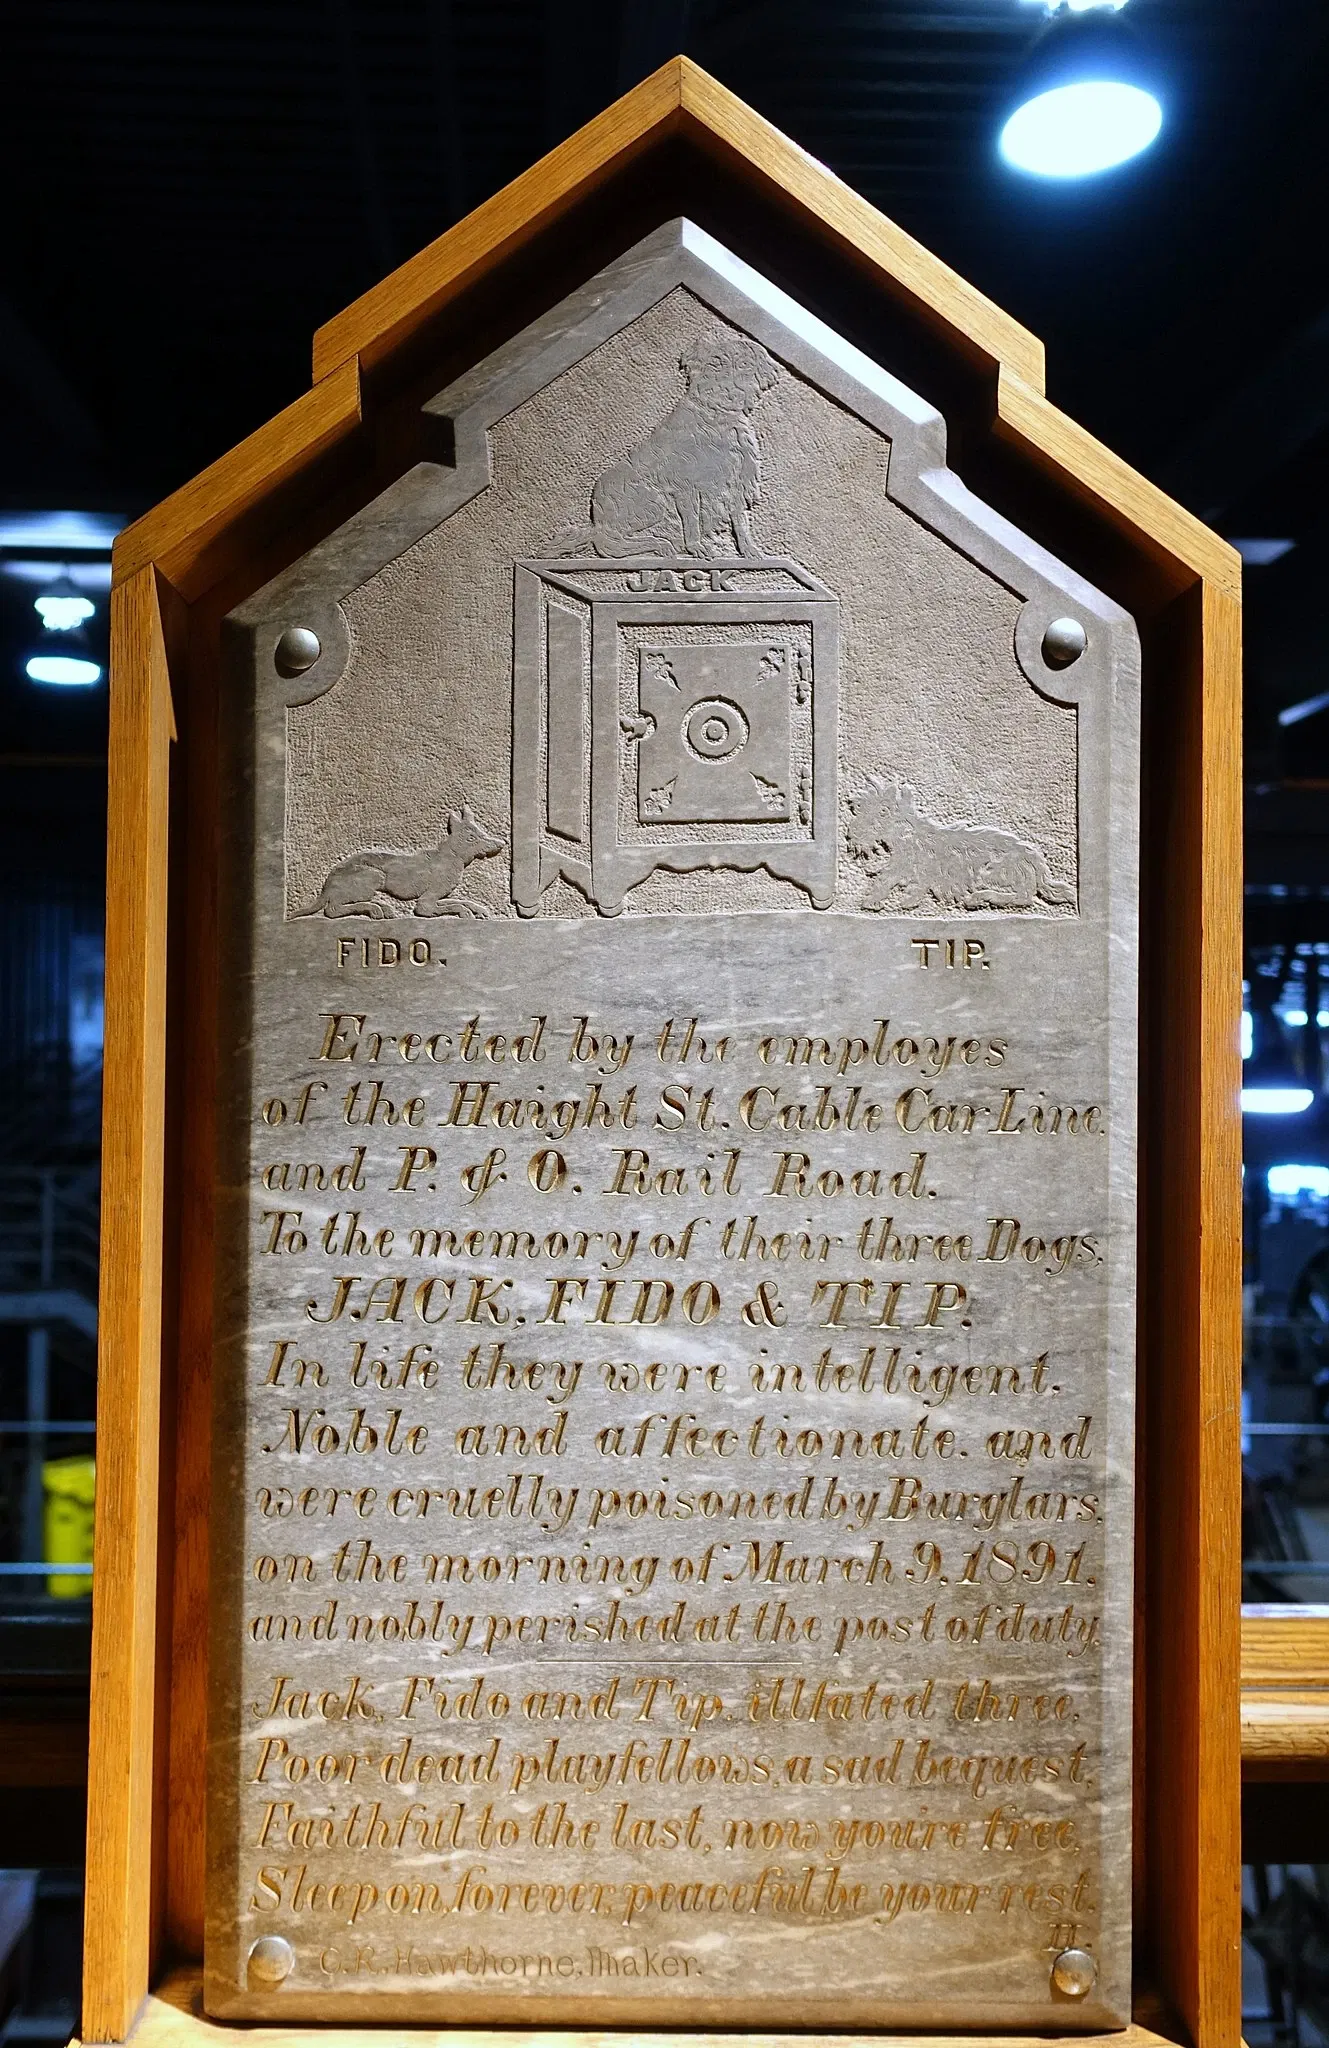 JACK
FIDO. TIP.
Erected by the employes
of the Haight St. Cable Car Line.
and P. & O. Rail Road.
To the memory of their three Dogs.
JACK, FIDO & TIP.
In life they were intelligent.
Noble and affectionate. and
were cruelly poisoned by Burglars.
on the morning of March 9, 1891.
and nobly perished at the post of duty.
Jack, Fido and Tip, illfated three,
Poor dead playfellows, a sad bequest,
Faithful to the last, now you're free,
Sleep on, forever, peaceful be your rest.
H.
C.R. Hawthorne, Maker.